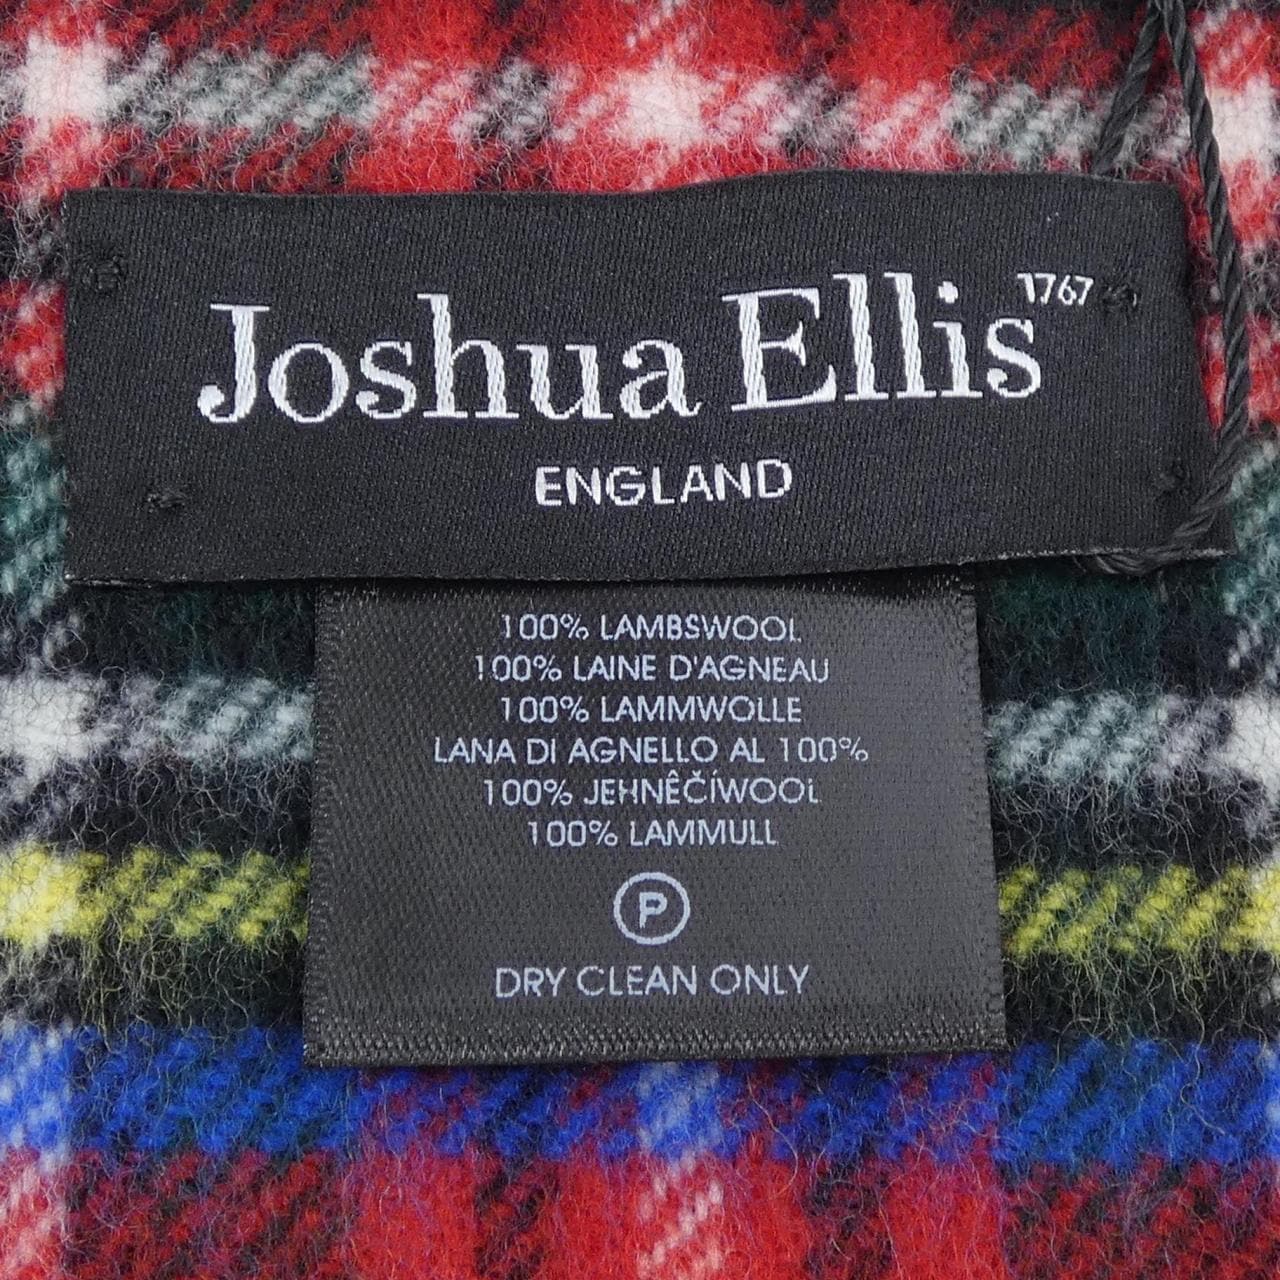 Joshua Ellis 1767
ENGLAND
100% LAMBSWOOL
100% LAINE D'AGNEAU
100% LAMMWOLLE
LANA DI AGNELLO AL 100%
100% JEHNÊČÍWOOL
100% LAMMULL
P
DRY CLEAN ONLY